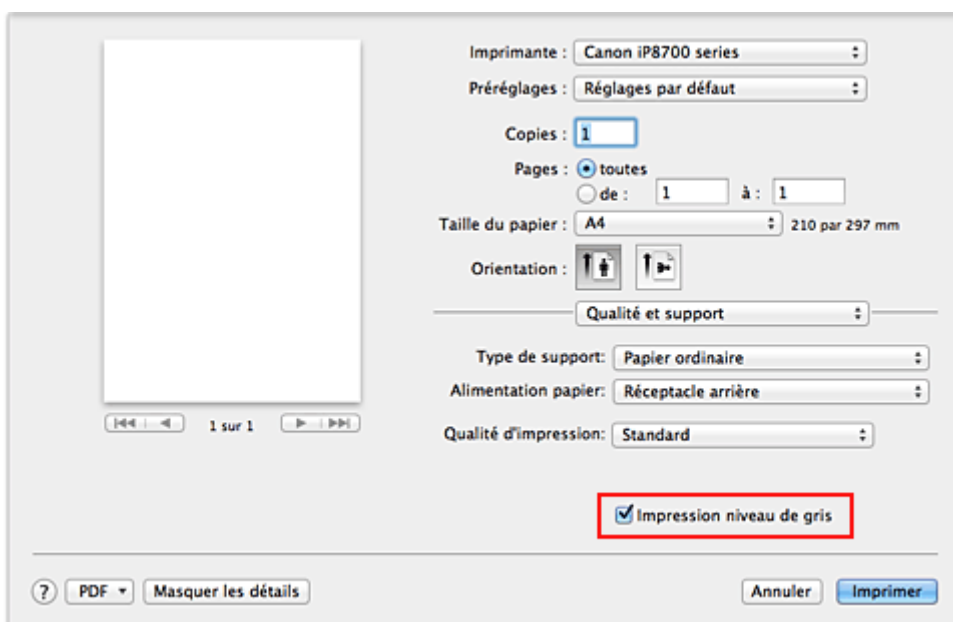 Imprimante : Canon iP8700 series
Préréglages : Réglages par défaut
Copies : 1
Pages : toutes
de : 1 à : 1
Taille du papier : A4 210 par 297 mm
Orientation :
Qualité et support
Type de support: Papier ordinaire
Alimentation papier: Réceptacle arrière
1 sur 1
Qualité d'impression: Standard
Impression niveau de gris
? PDF Masquer les détails Annuler Imprimer